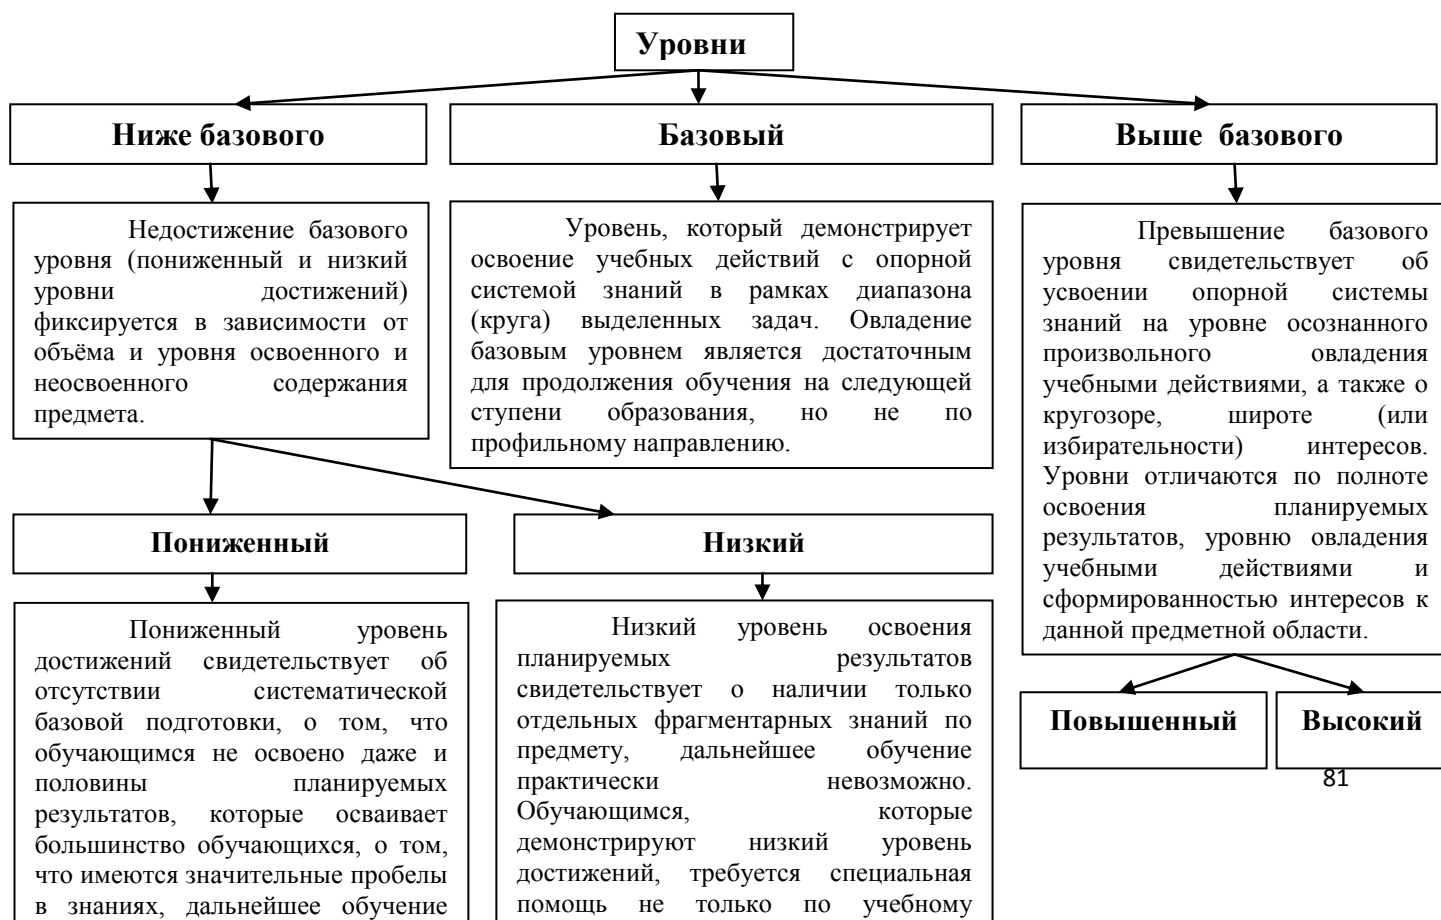 Уровни
Ниже базового
Базовый
Выше базового
Недостижение базового
уровня (пониженный и низкий
уровни достижений)
фиксируется в зависимости от
объёма и уровня освоенного и
неосвоенного содержания
предмета.
Уровень, который демонстрирует
освоение учебных действий с опорной
системой знаний в рамках диапазона
(круга) выделенных задач. Овладение
базовым уровнем является достаточным
для продолжения обучения на следующей
ступени образования, но не по
профильному направлению.
Превышение базового
уровня свидетельствует об
усвоении опорной системы
знаний на уровне осознанного
произвольного овладения
учебными действиями, а также о
кругозоре, широте (или
избирательности) интересов.
Уровни отличаются по полноте
освоения планируемых
результатов, уровню овладения
учебными действиями и
сформированностью интересов к
данной предметной области.
Пониженный
Низкий
Пониженный уровень
достижений свидетельствует об
отсутствии систематической
базовой подготовки, о том, что
обучающимся не освоено даже и
половины планируемых
результатов, которые осваивает
большинство обучающихся, о том,
что имеются значительные пробелы
в знаниях, дальнейшее обучение
Низкий уровень освоения
планируемых результатов
свидетельствует о наличии только
отдельных фрагментарных знаний по
предмету, дальнейшее обучение
практически невозможно.
Обучающимся, которые
демонстрируют низкий уровень
достижений, требуется специальная
помощь не только по учебному
Повышенный
Высокий
81